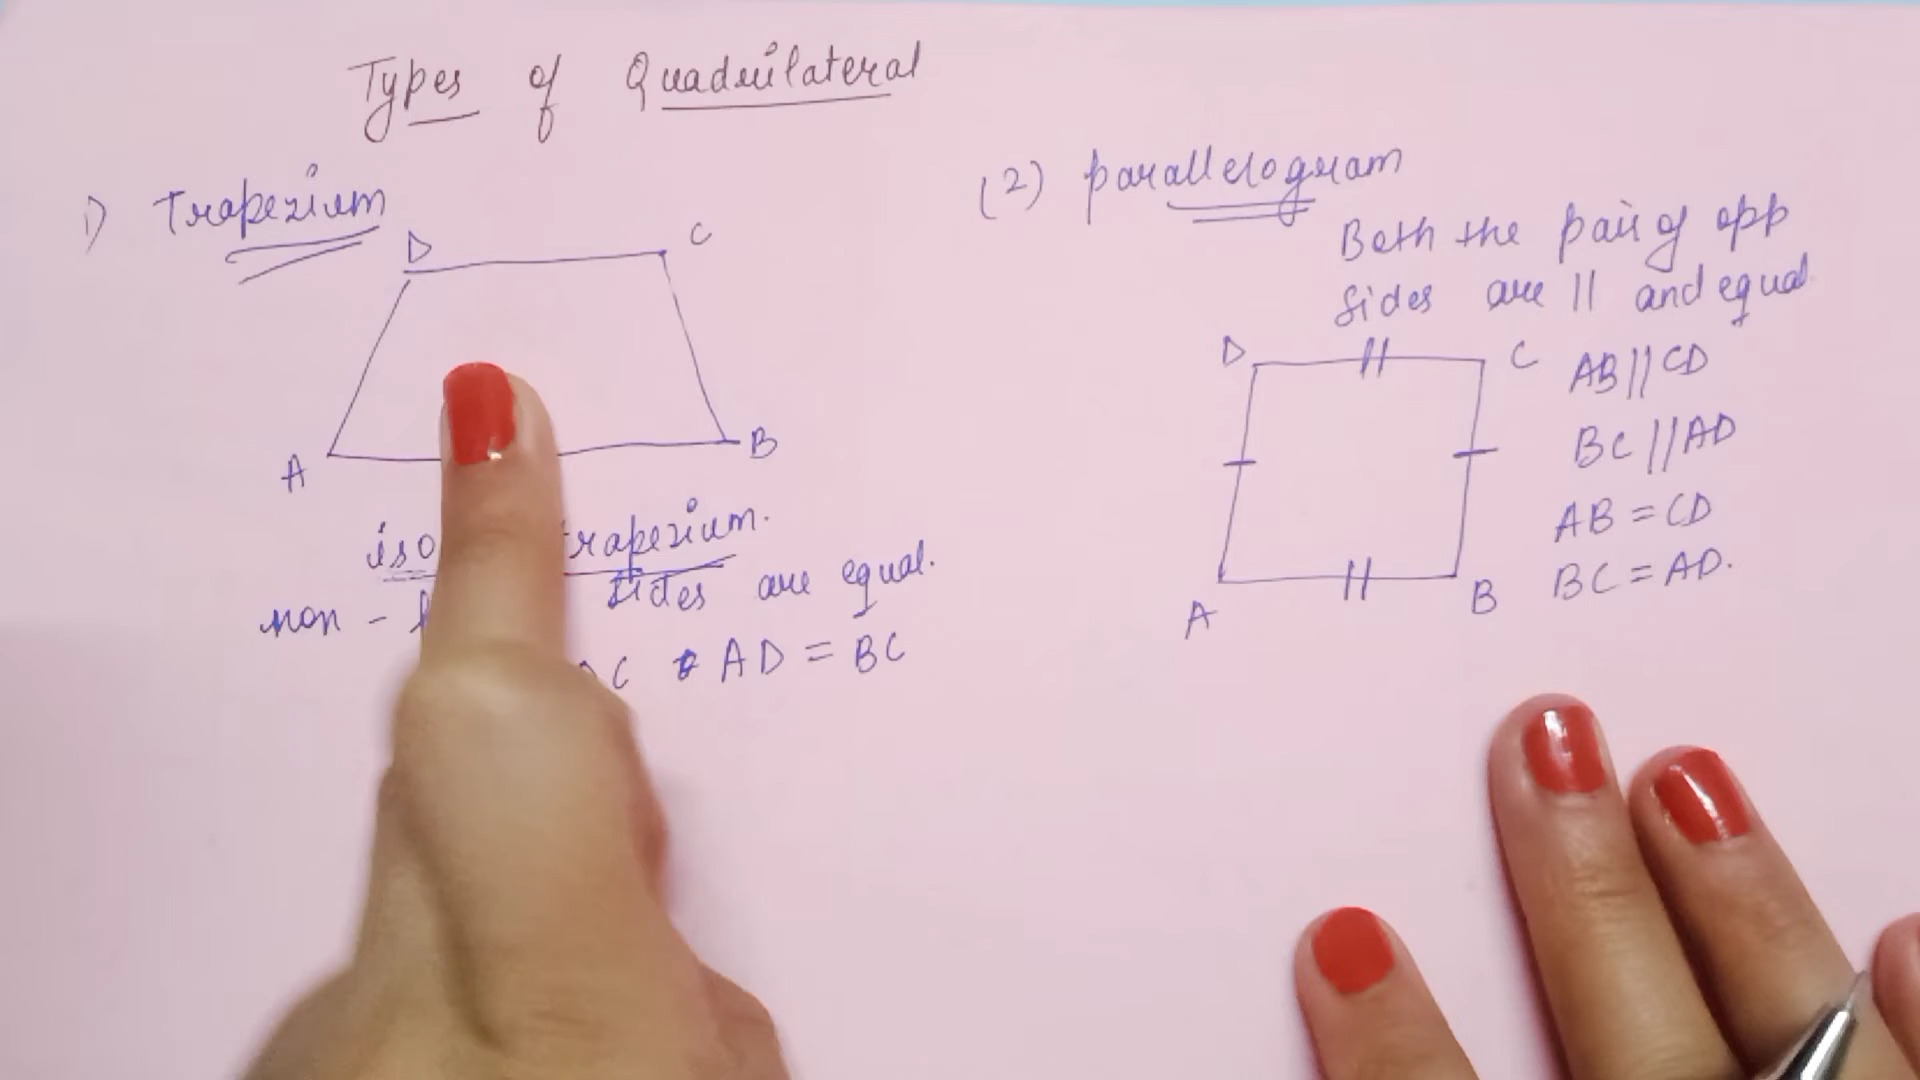 Types of Quadrilateral
1) Trapezium
D C
A B
trapezium.
non - sides are equal.
C AD = BC
(2) parallelogram
Both the pair of opp
sides are || and equal
D C
A B
AB || CD
BC || AD
AB = CD
BC = AD.